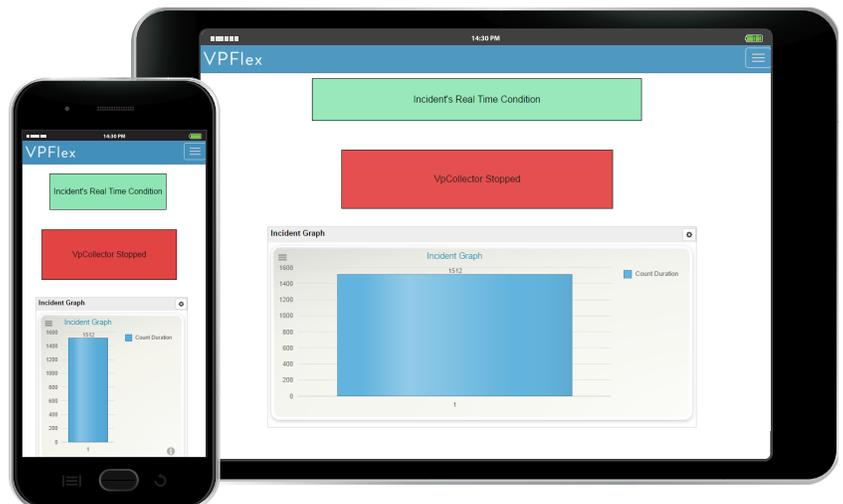 14:30 PM
VPFlex
Incident's Real Time Condition
VpCollector Stopped
Incident Graph
Incident Graph
1600
1512
Count Duration
1400
1200
1000
800
600
400
200
0
1
14:30 PM
VPFlex
Incident's Real Time Condition
VpCollector Stopped
Incident Graph
Incident Graph
1600
1512
Count Duration
1400
1200
1000
800
600
400
200
0
1